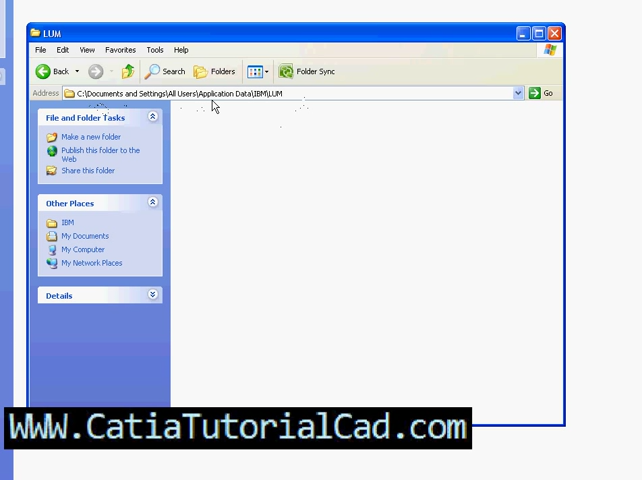 LUM
File Edit View Favorites Tools Help
Back Search Folders Folder Sync
Address C:\Documents and Settings\All Users\Application Data\IBM\LUM Go
File and Folder Tasks
Make a new folder
Publish this folder to the
Web
Share this folder
Other Places
IBM
My Documents
My Computer
My Network Places
Details
WWW.CatiaTutorialCad.com